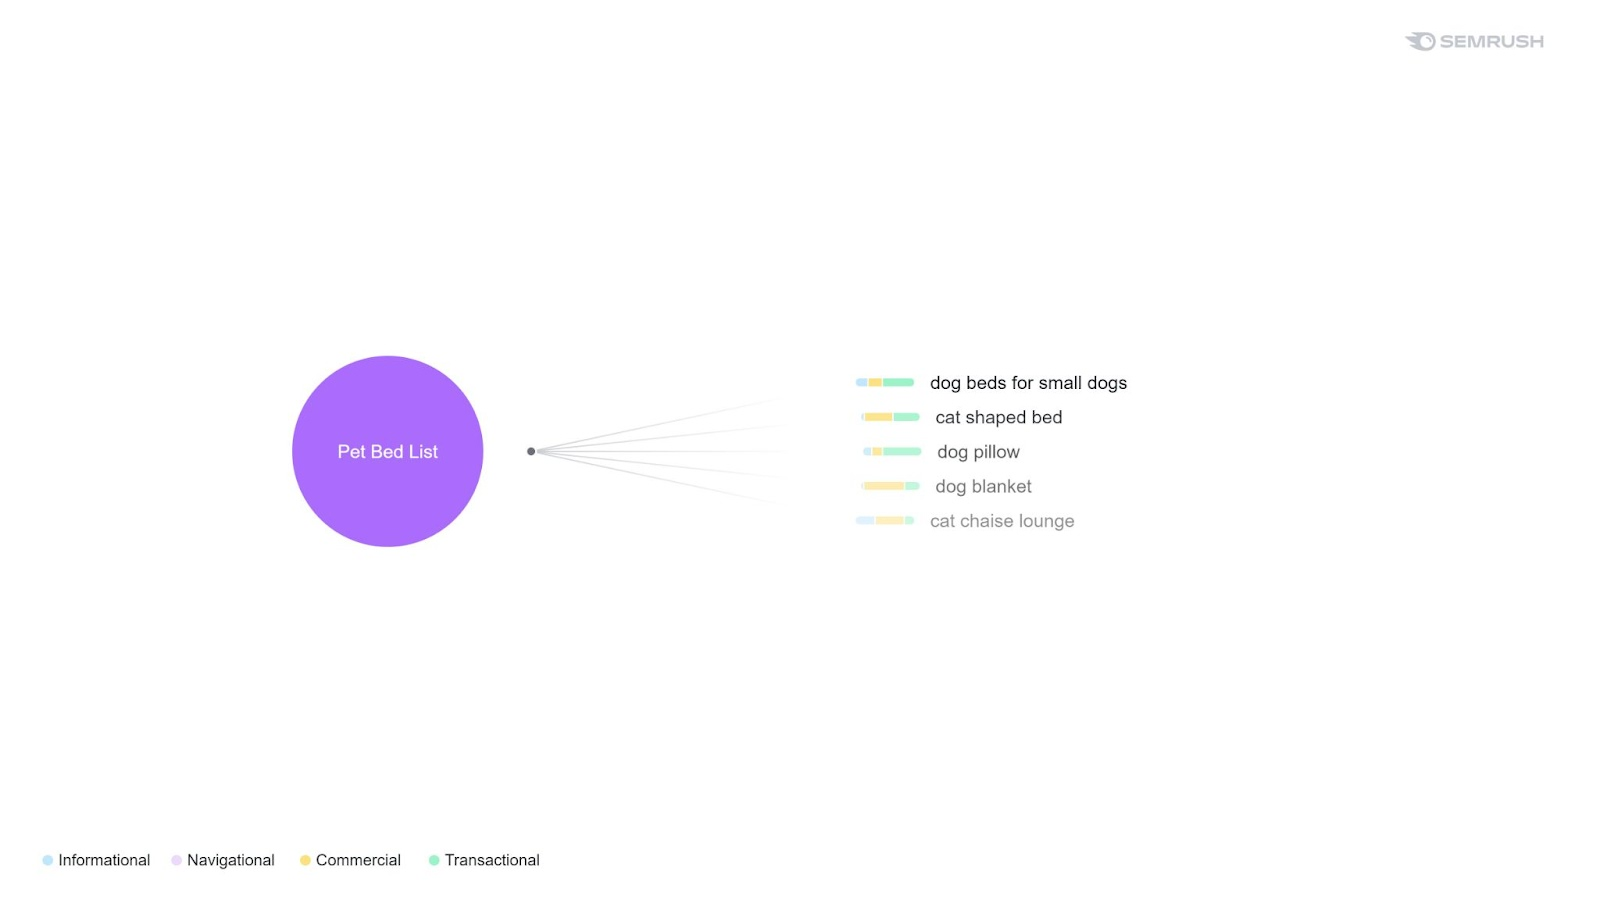 SEMRUSH
Pet Bed List
dog beds for small dogs
cat shaped bed
dog pillow
dog blanket
cat chaise lounge
Informational Navigational Commercial Transactional